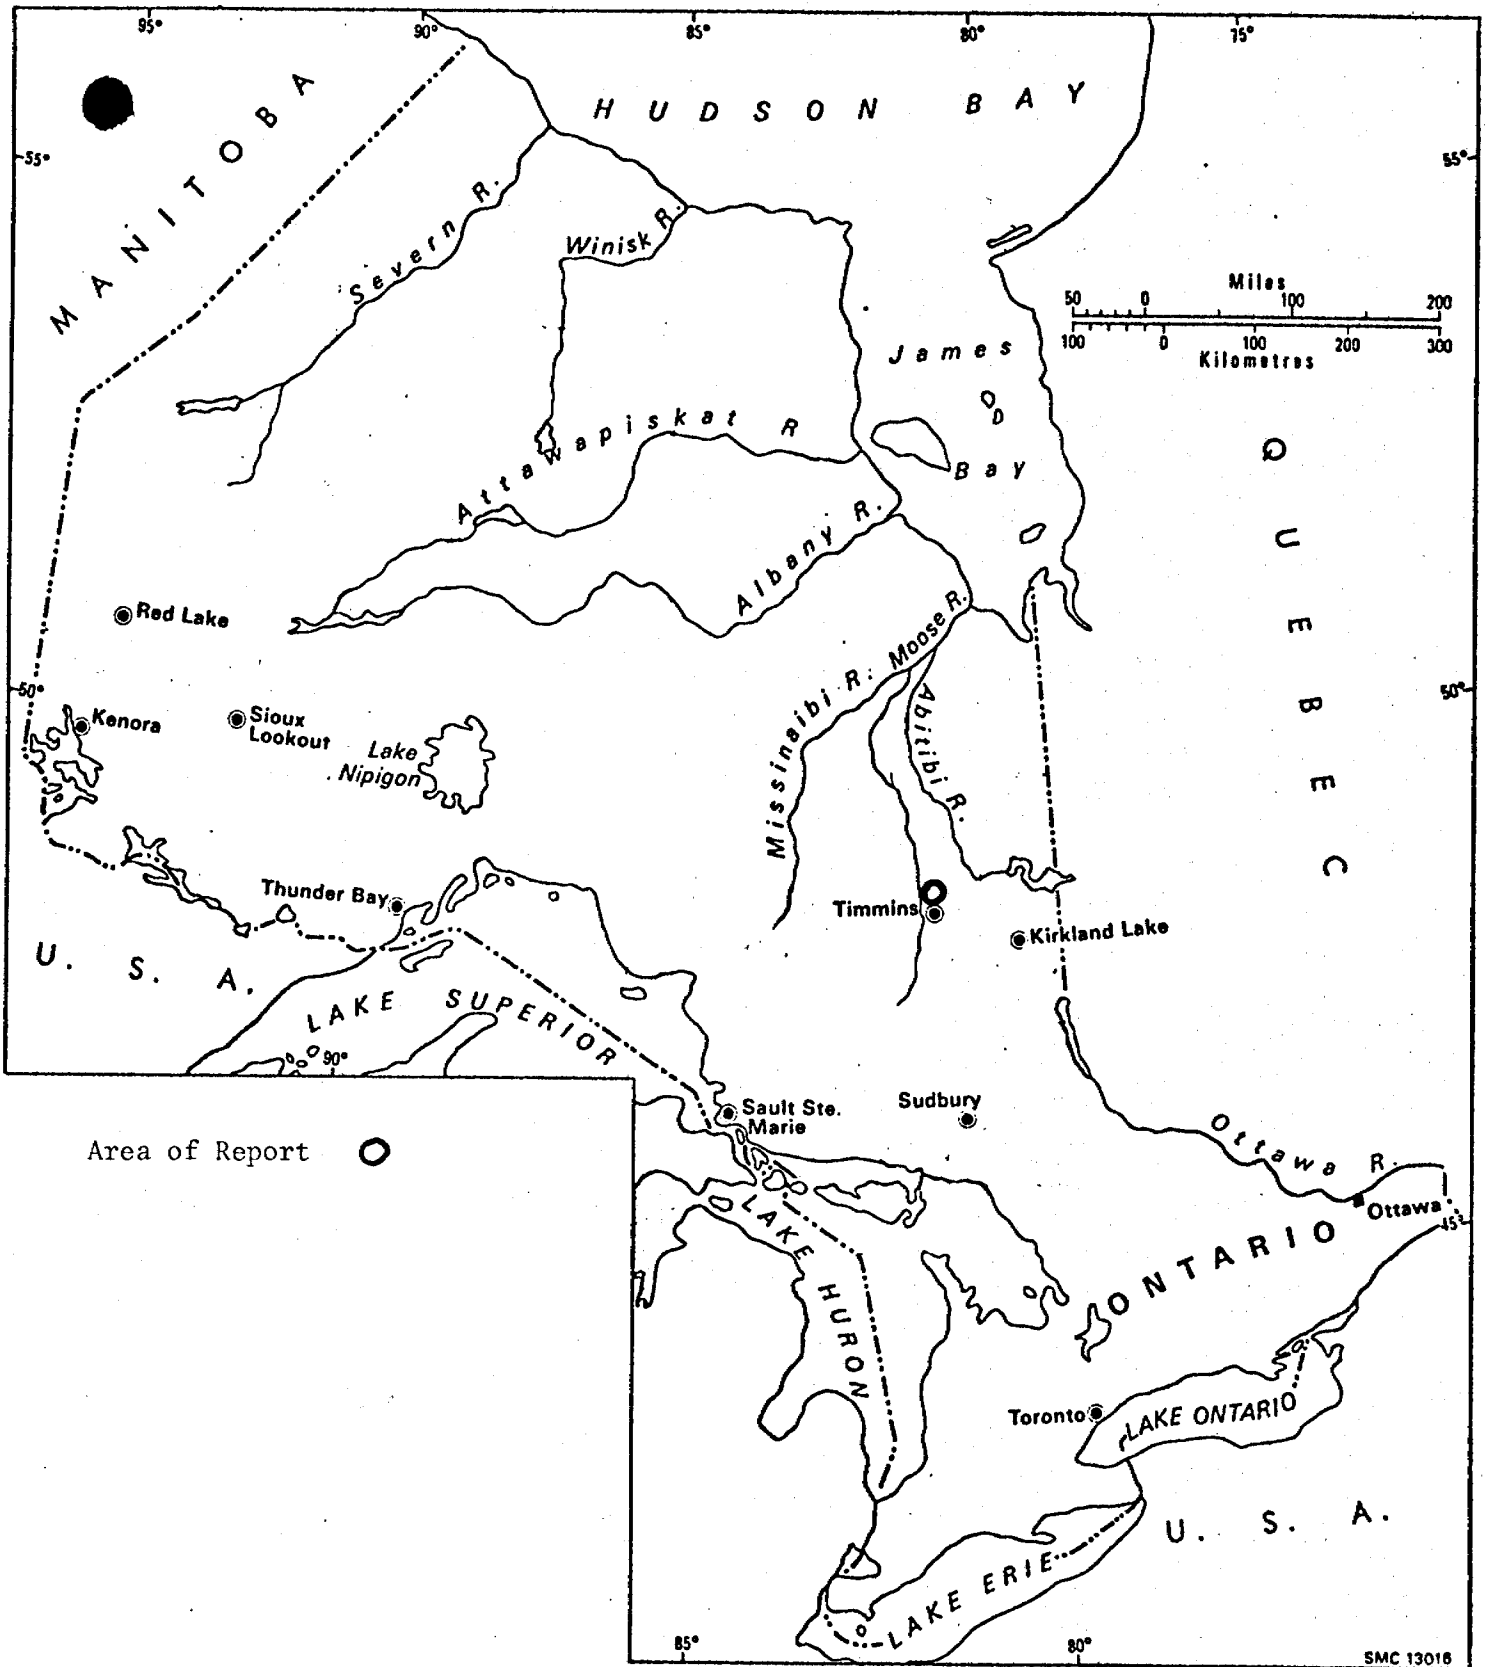 95° 90° 85° 80° 75°
HUDSON BAY
MANITOBA
55° 55°
Severn R.
Winisk R.
Miles
50 0 100 200
100 0 100 200 300
Kilometres
James
Bay
Attawapiskat R
QUEBEC
Albany R.
Red Lake
Moose R.
Missinaibi R.
Abitibi R.
50° 50°
Kenora
Sioux
Lookout
Lake
Nipigon
Thunder Bay
Timmins
Kirkland Lake
U. S. A.
LAKE SUPERIOR
90°
Sault Ste.
Marie
Sudbury
Area of Report
Ottawa R.
Ottawa
45°
LAKE HURON
ONTARIO
Toronto
LAKE ONTARIO
U. S. A.
LAKE ERIE
85° 80°
SMC 13016